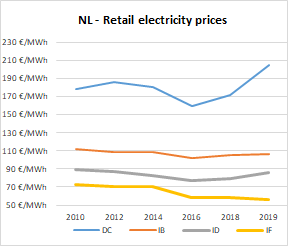 NL - Retail electricity prices
230 €/MWh
210 €/MWh
190 €/MWh
170 €/MWh
150 €/MWh
130 €/MWh
110 €/MWh
90 €/MWh
70 €/MWh
50 €/MWh
2010 2012 2014 2016 2018 2019
DC IB ID IF